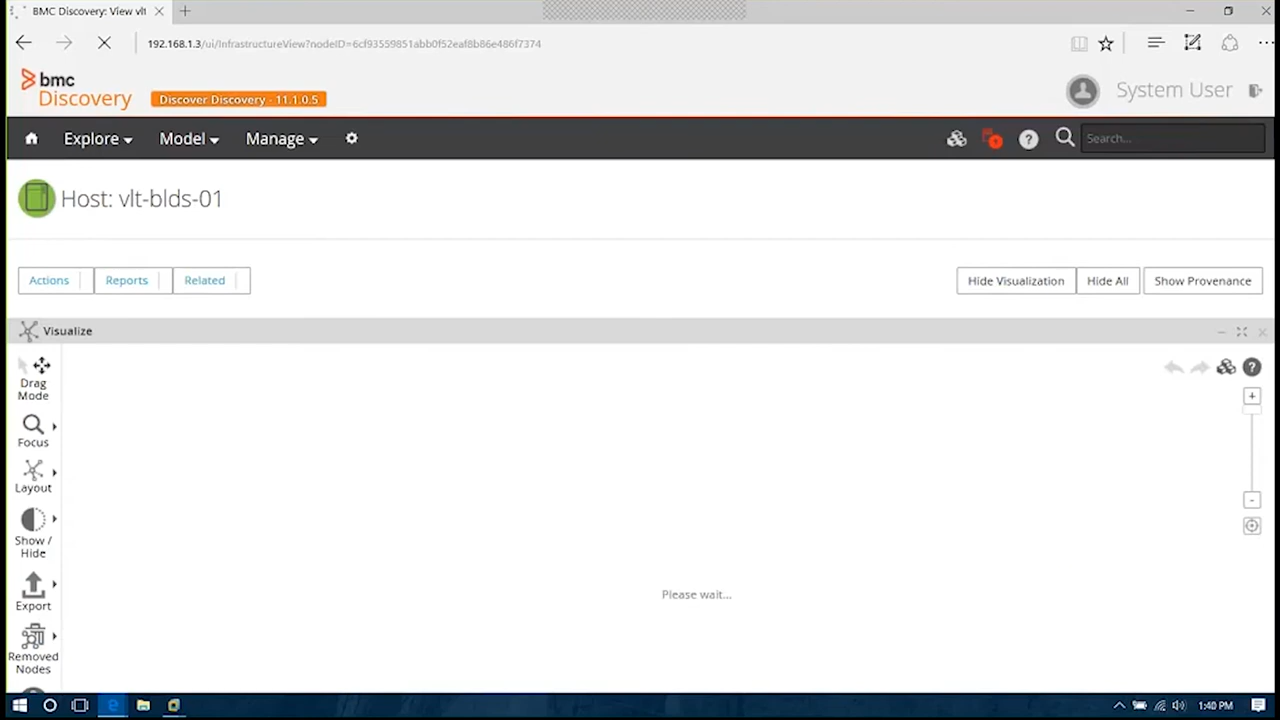 BMC Discovery: View vlt
192.168.1.3/ui/InfrastructureView?nodeID=6cf93559851abb0f52eaf8b86e486f7374
bmc
Discovery
Discover Discovery - 11.1.0.5
System User
Explore
Model
Manage
Search...
Host: vlt-blds-01
Actions
Reports
Related
Hide Visualization
Hide All
Show Provenance
Visualize
Drag
Mode
Focus
Layout
Show /
Hide
Export
Removed
Nodes
Please wait...
1:40 PM